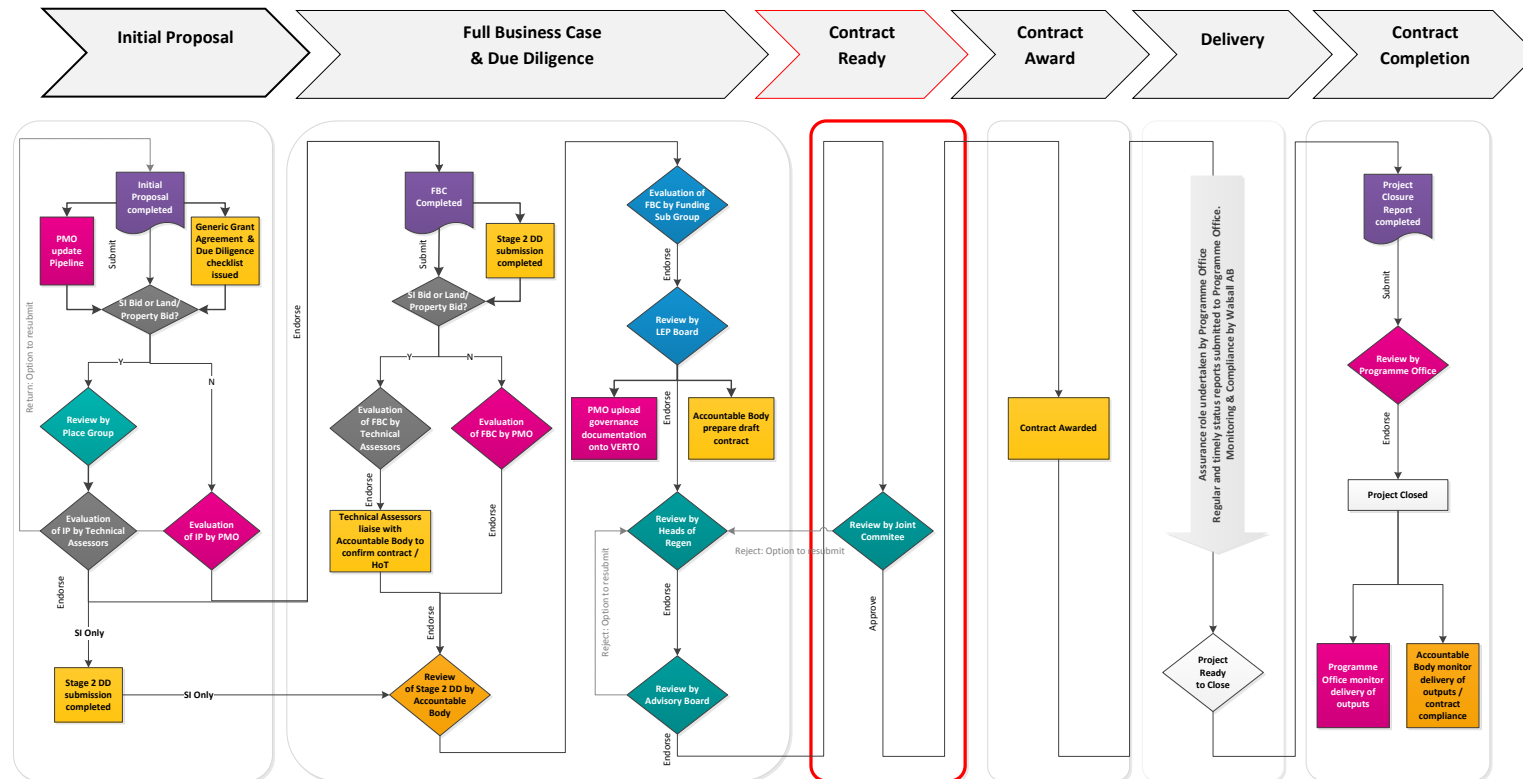 Initial Proposal
Full Business Case
& Due Diligence
Contract
Ready
Contract
Award
Delivery
Contract
Completion
Initial
Proposal
completed
PMO
update
Pipeline
Generic Grant
Agreement &
Due Diligence
checklist
issued
Submit
SI Bid or Land/
Property Bid?
Y
N
Return: Option to resubmit
Review by
Place Group
Evaluation
of IP by Technical
Assessors
Evaluation
of IP by PMO
Endorse
SI Only
Stage 2 DD
submission
completed
SI Only
Endorse
FBC
Completed
Stage 2 DD
submission
completed
Submit
SI Bid or Land/
Property Bid?
Y
N
Evaluation
of FBC by
Technical
Assessors
Evaluation
of FBC by PMO
Endorse
Technical Assessors
liaise with
Accountable Body to
confirm contract /
HoT
Endorse
Endorse
Review
of Stage 2 DD by
Accountable
Body
Endorse
Evaluation of
FBC by Funding
Sub Group
Endorse
Review by
LEP Board
Endorse
PMO upload
governance
documentation
onto VERTO
Accountable Body
prepare draft
contract
Endorse
Review by
Heads of
Regen
Reject: Option to resubmit
Endorse
Review by
Advisory Board
Endorse
Review by Joint
Commitee
Reject: Option to resubmit
Approve
Contract Awarded
Assurance role undertaken by Programme Office
Regular and timely status reports submitted to Programme Office.
Monitoring & Compliance by Walsall AB
Project
Ready
to Close
Project
Closure
Report
completed
Submit
Review by
Programme Office
Endorse
Project Closed
Programme
Office monitor
delivery of
outputs
Accountable
Body monitor
delivery of
outputs /
contract
compliance